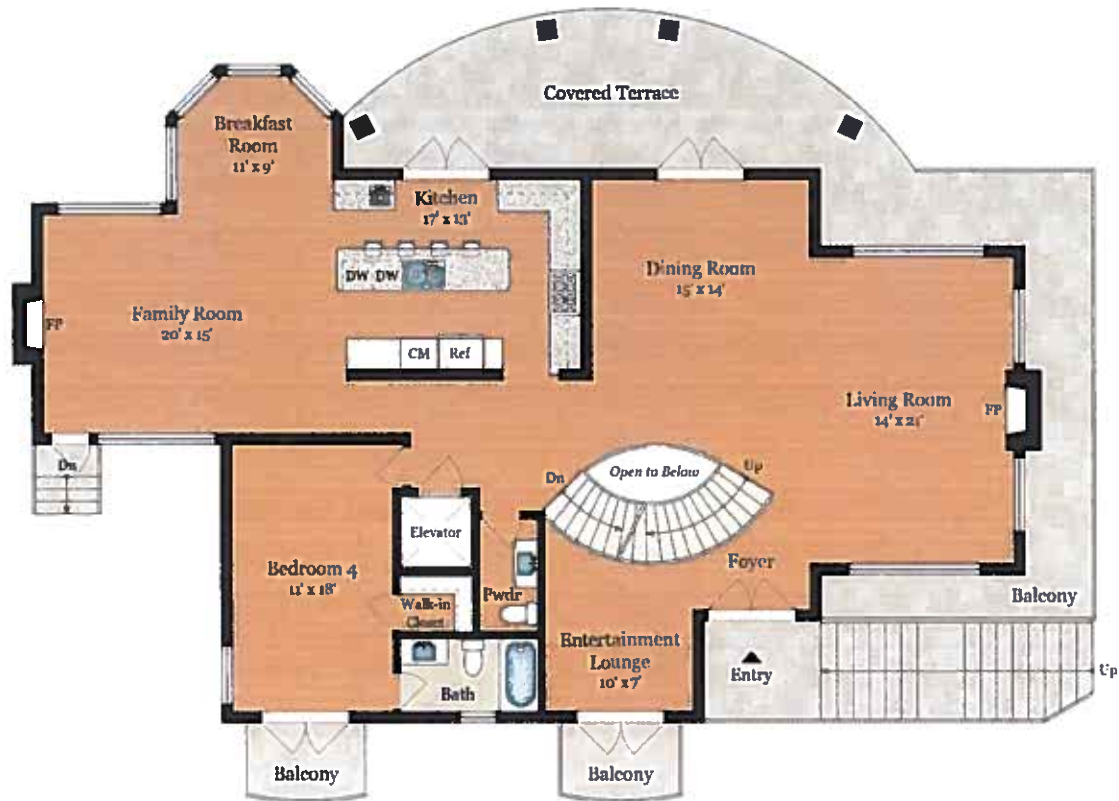 Covered Terrace
Breakfast
Room
11' x 9'
Kitchen
17' x 13'
DW DW
Dining Room
15' x 14'
Family Room
20' x 15'
FP
CM
Ref
Living Room
14' x 21'
FP
Dn
Open to Below
Up
Dn
Elevator
Foyer
Bedroom 4
11' x 18'
Walk-in
Closet
Pwdr
Balcony
Entertainment
Lounge
10' x 7'
Entry
Up
Bath
Balcony
Balcony